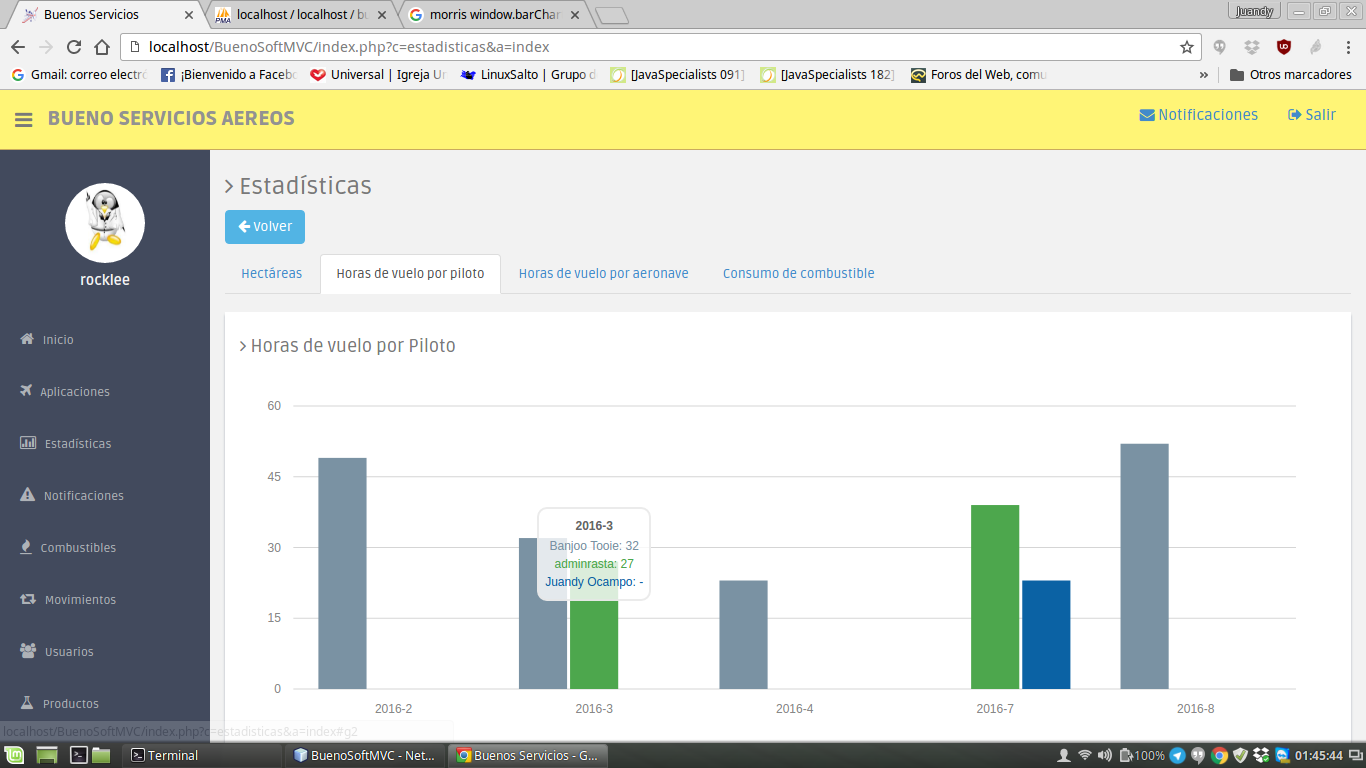 Buenos Servicios
localhost / localhost / bu
morris window.barChar
Juandy
localhost/BuenoSoftMVC/index.php?c=estadisticas&a=index
Gmail: correo electró
¡Bienvenido a Facebo
Universal | Igreja Un
LinuxSalto | Grupo d
[JavaSpecialists 091]
[JavaSpecialists 182]
Foros del Web, comu
»
Otros marcadores
BUENO SERVICIOS AEREOS
Notificaciones
Salir
rocklee
Inicio
Aplicaciones
Estadísticas
Notificaciones
Combustibles
Movimientos
Usuarios
Productos
Estadísticas
Volver
Hectáreas
Horas de vuelo por piloto
Horas de vuelo por aeronave
Consumo de combustible
Horas de vuelo por Piloto
60
45
30
15
0
2016-3
Banjoo Tooie: 32
adminrasta: 27
Juandy Ocampo: -
2016-2
2016-3
2016-4
2016-7
2016-8
localhost/BuenoSoftMVC/index.php?c=estadisticas&a=index#g2
Terminal
BuenoSoftMVC - Net...
Buenos Servicios - G...
100%
01:45:44